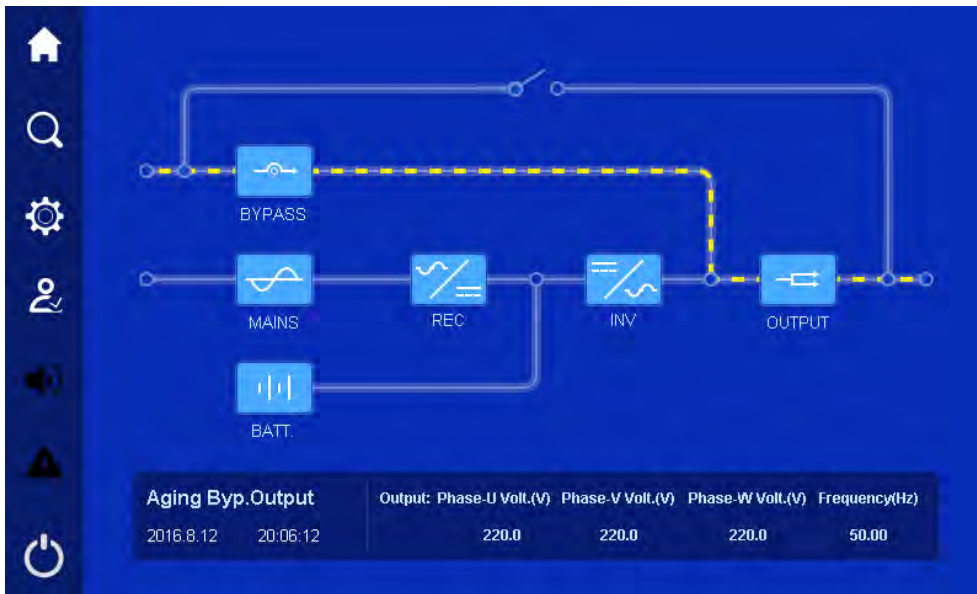 BYPASS
MAINS
REC
INV
OUTPUT
BATT.
Aging Byp.Output
2016.8.12 20:06:12
Output: Phase-U Volt.(V) Phase-V Volt.(V) Phase-W Volt.(V) Frequency(Hz)
220.0 220.0 220.0 50.00